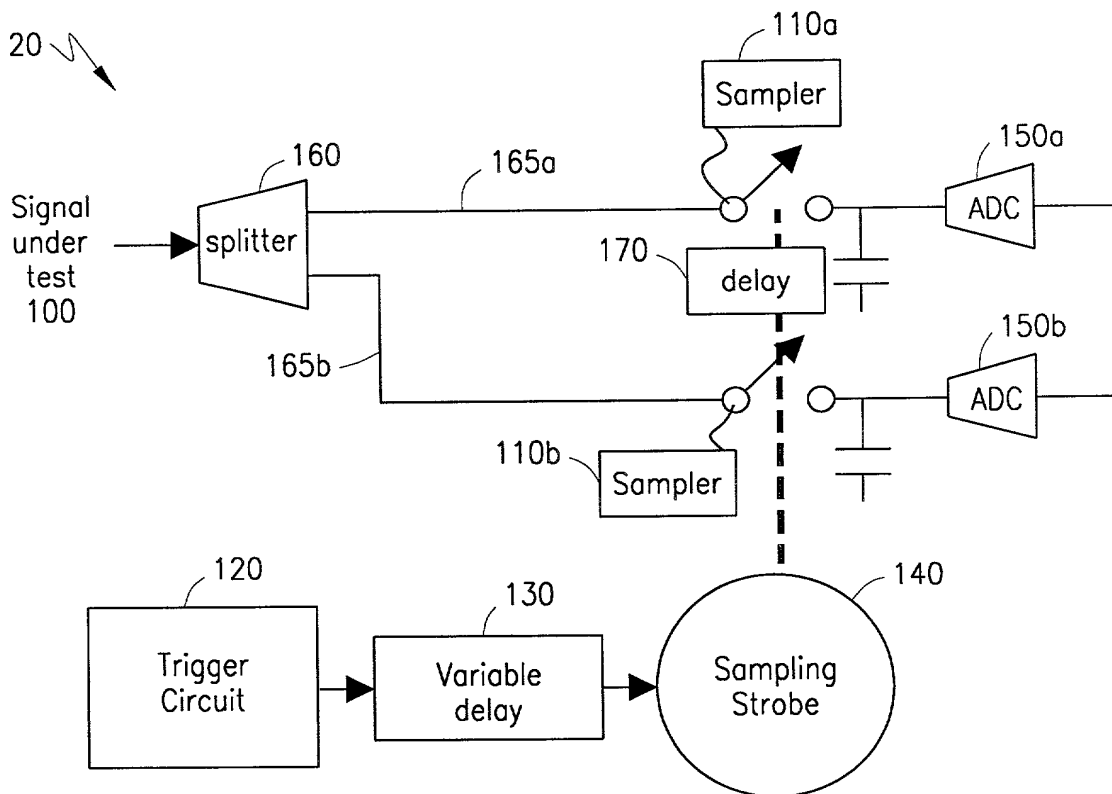 20
110a
Sampler
150a
160
165a
ADC
Signal
under
test
100
splitter
170
delay
150b
165b
ADC
110b
Sampler
120
130
140
Trigger
Circuit
Variable
delay
Sampling
Strobe